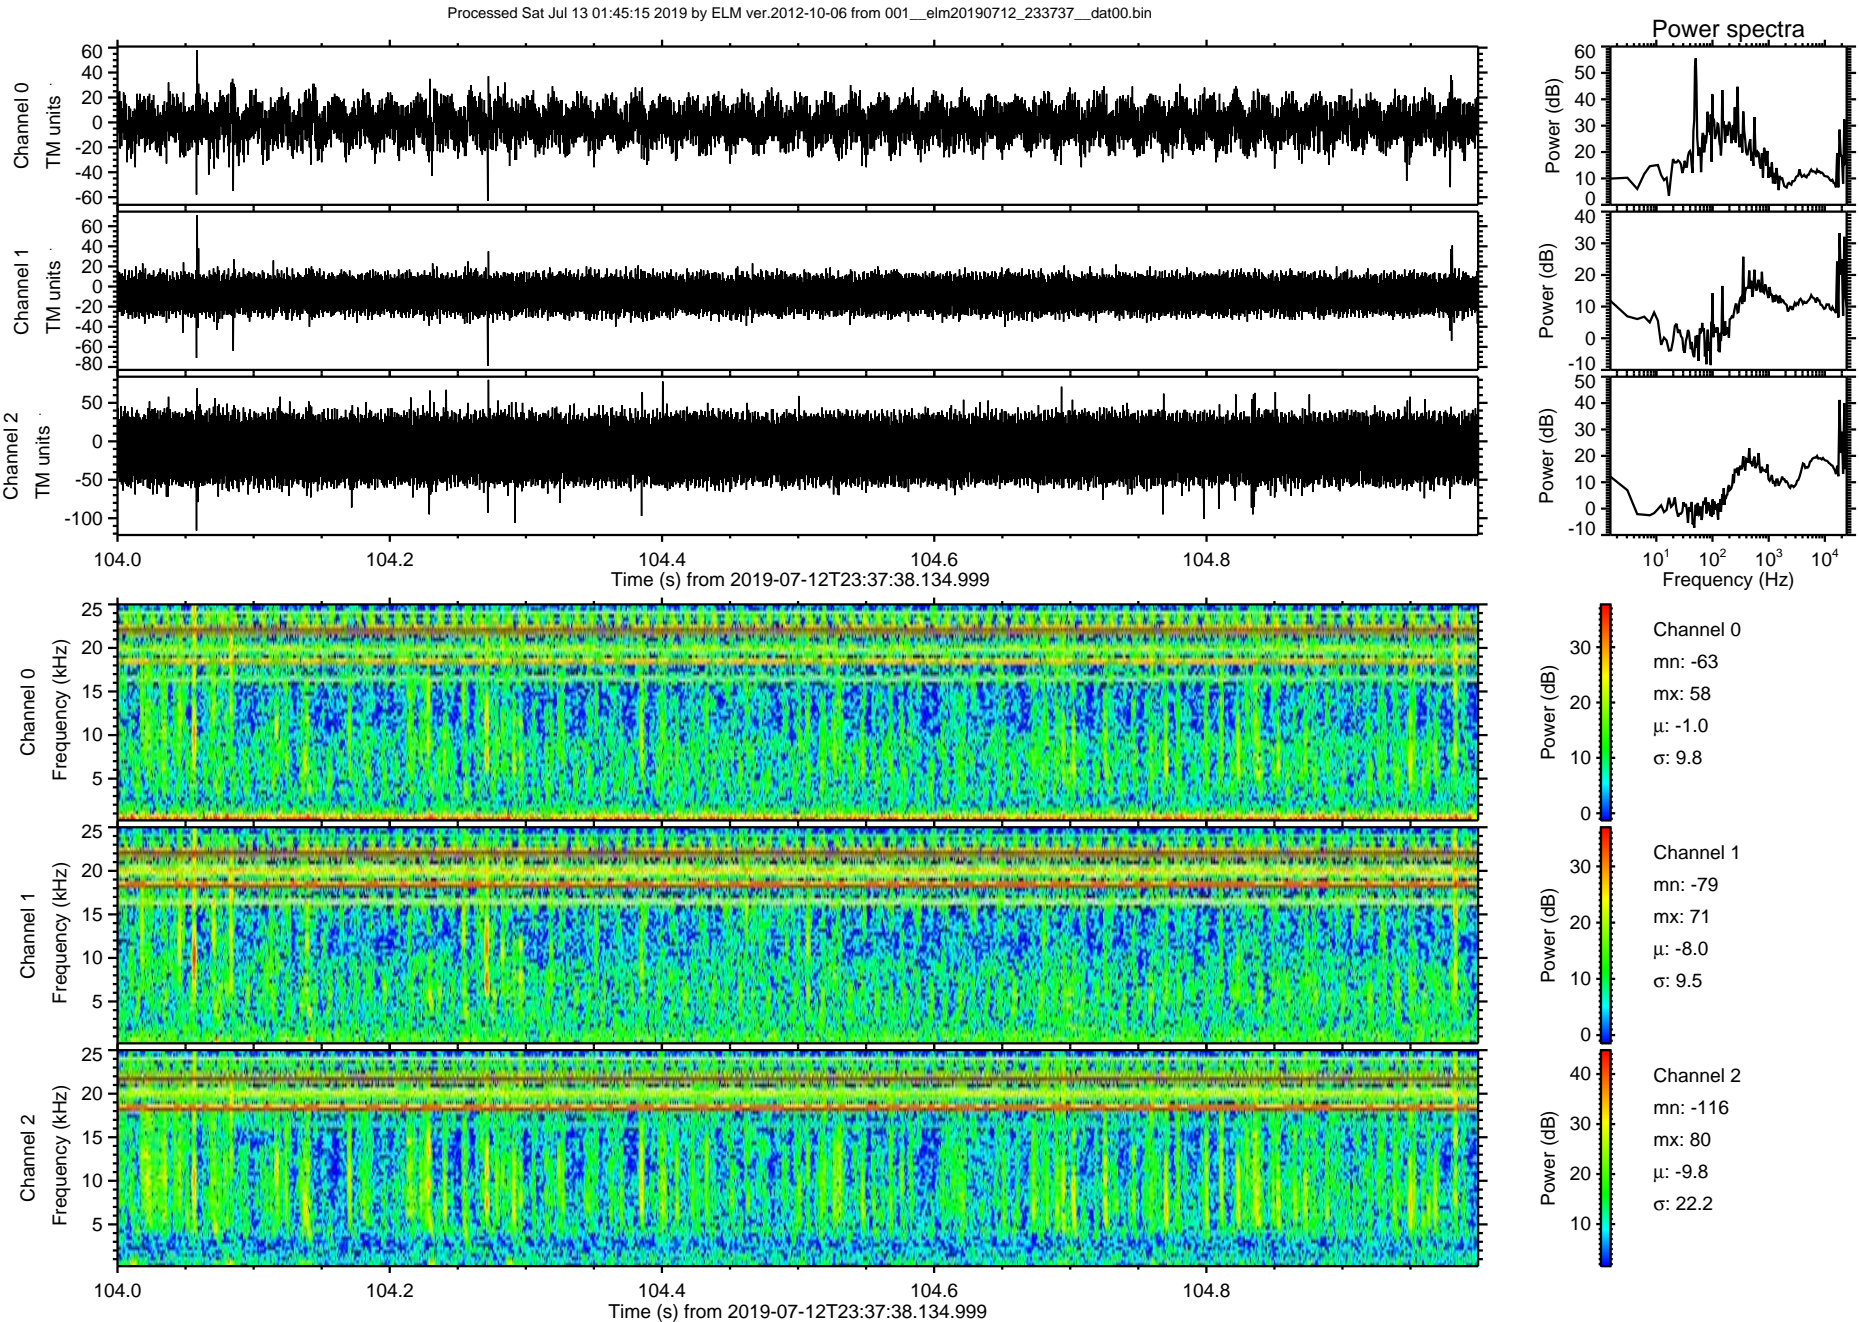 Processed Sat Jul 13 01:45:15 2019 by ELM ver.2012-10-06 from 001__elm20190712_233737__dat00.bin
Power spectra
Channel 0
TM units
60
40
20
0
-20
-40
-60
Power (dB)
60
50
40
30
20
10
0
Channel 1
TM units
60
40
20
0
-20
-40
-60
-80
Power (dB)
40
30
20
10
0
-10
Channel 2
TM units
50
0
-50
-100
Power (dB)
50
40
30
20
10
0
-10
104.0 104.2 104.4 104.6 104.8
Time (s) from 2019-07-12T23:37:38.134.999
10^1 10^2 10^3 10^4
Frequency (Hz)
Channel 0
Frequency (kHz)
25
20
15
10
5
Power (dB)
30
20
10
0
Channel 0
mn: -63
mx: 58
μ: -1.0
σ: 9.8
Channel 1
Frequency (kHz)
25
20
15
10
5
Power (dB)
30
20
10
0
Channel 1
mn: -79
mx: 71
μ: -8.0
σ: 9.5
Channel 2
Frequency (kHz)
25
20
15
10
5
Power (dB)
40
30
20
10
Channel 2
mn: -116
mx: 80
μ: -9.8
σ: 22.2
104.0 104.2 104.4 104.6 104.8
Time (s) from 2019-07-12T23:37:38.134.999